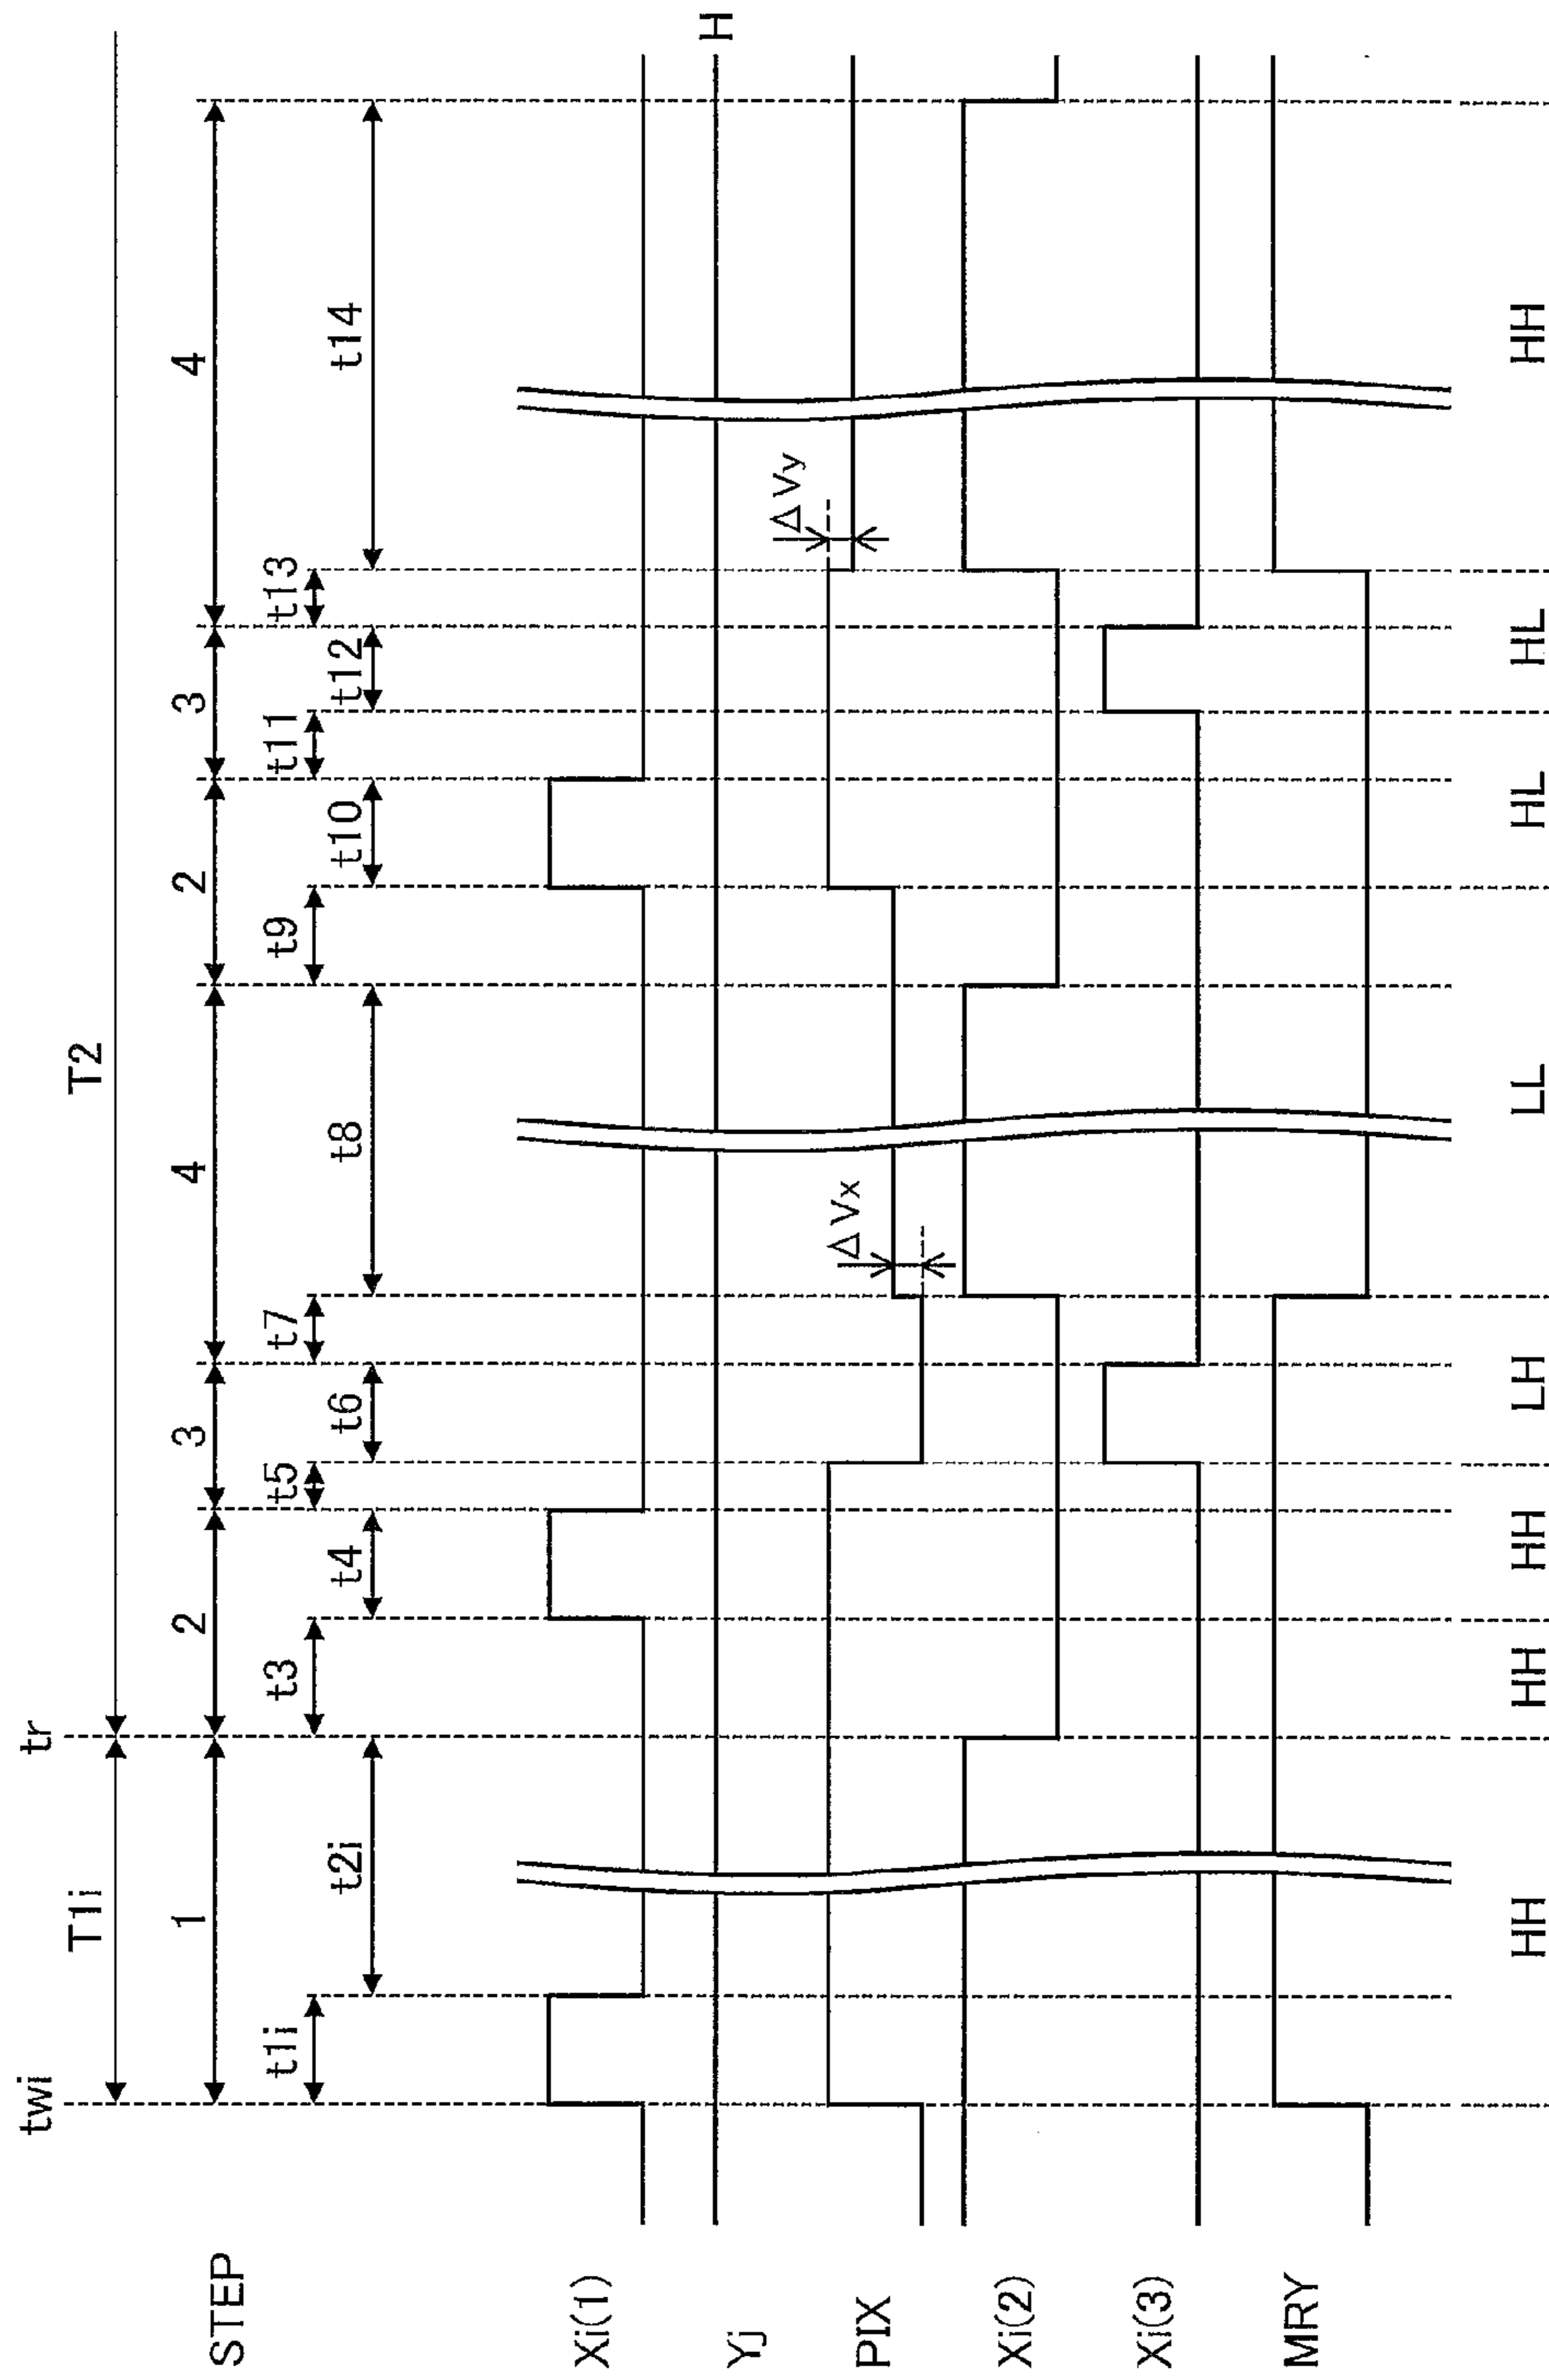 twi tr
T1i T2
STEP 1 2 3 4 2 3 4
t1i t3 t5 t7 t9 t11 t13
t2i t4 t6 t8 t10 t12 t14
Xi(1)
Yj H
PIX ΔVx ΔVy
Xi(2)
Xi(3)
MRY
HH HH HH LH LL HL HL HH